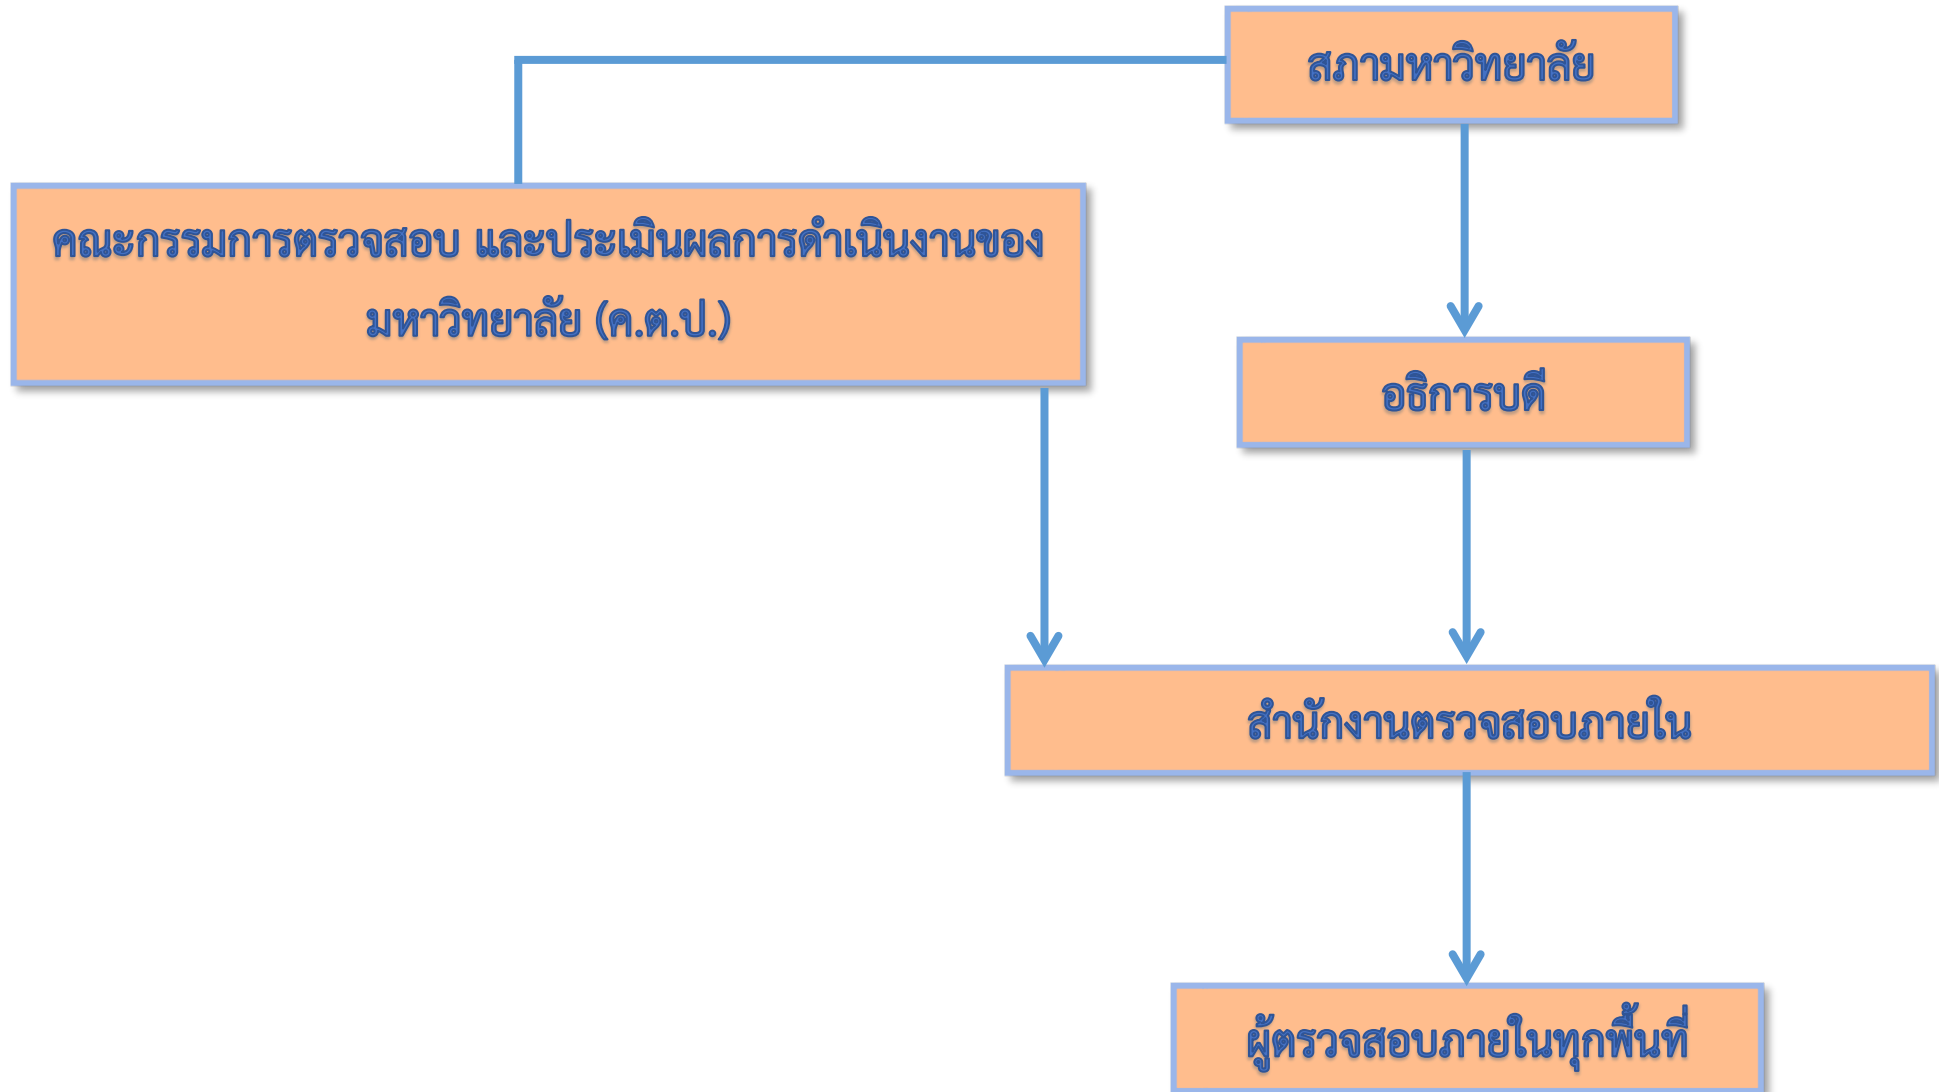 สภามหาวิทยาลัย
คณะกรรมการตรวจสอบ และประเมินผลการดำเนินงานของ
มหาวิทยาลัย (ค.ต.ป.)
อธิการบดี
สำนักงานตรวจสอบภายใน
ผู้ตรวจสอบภายในทุกพื้นที่